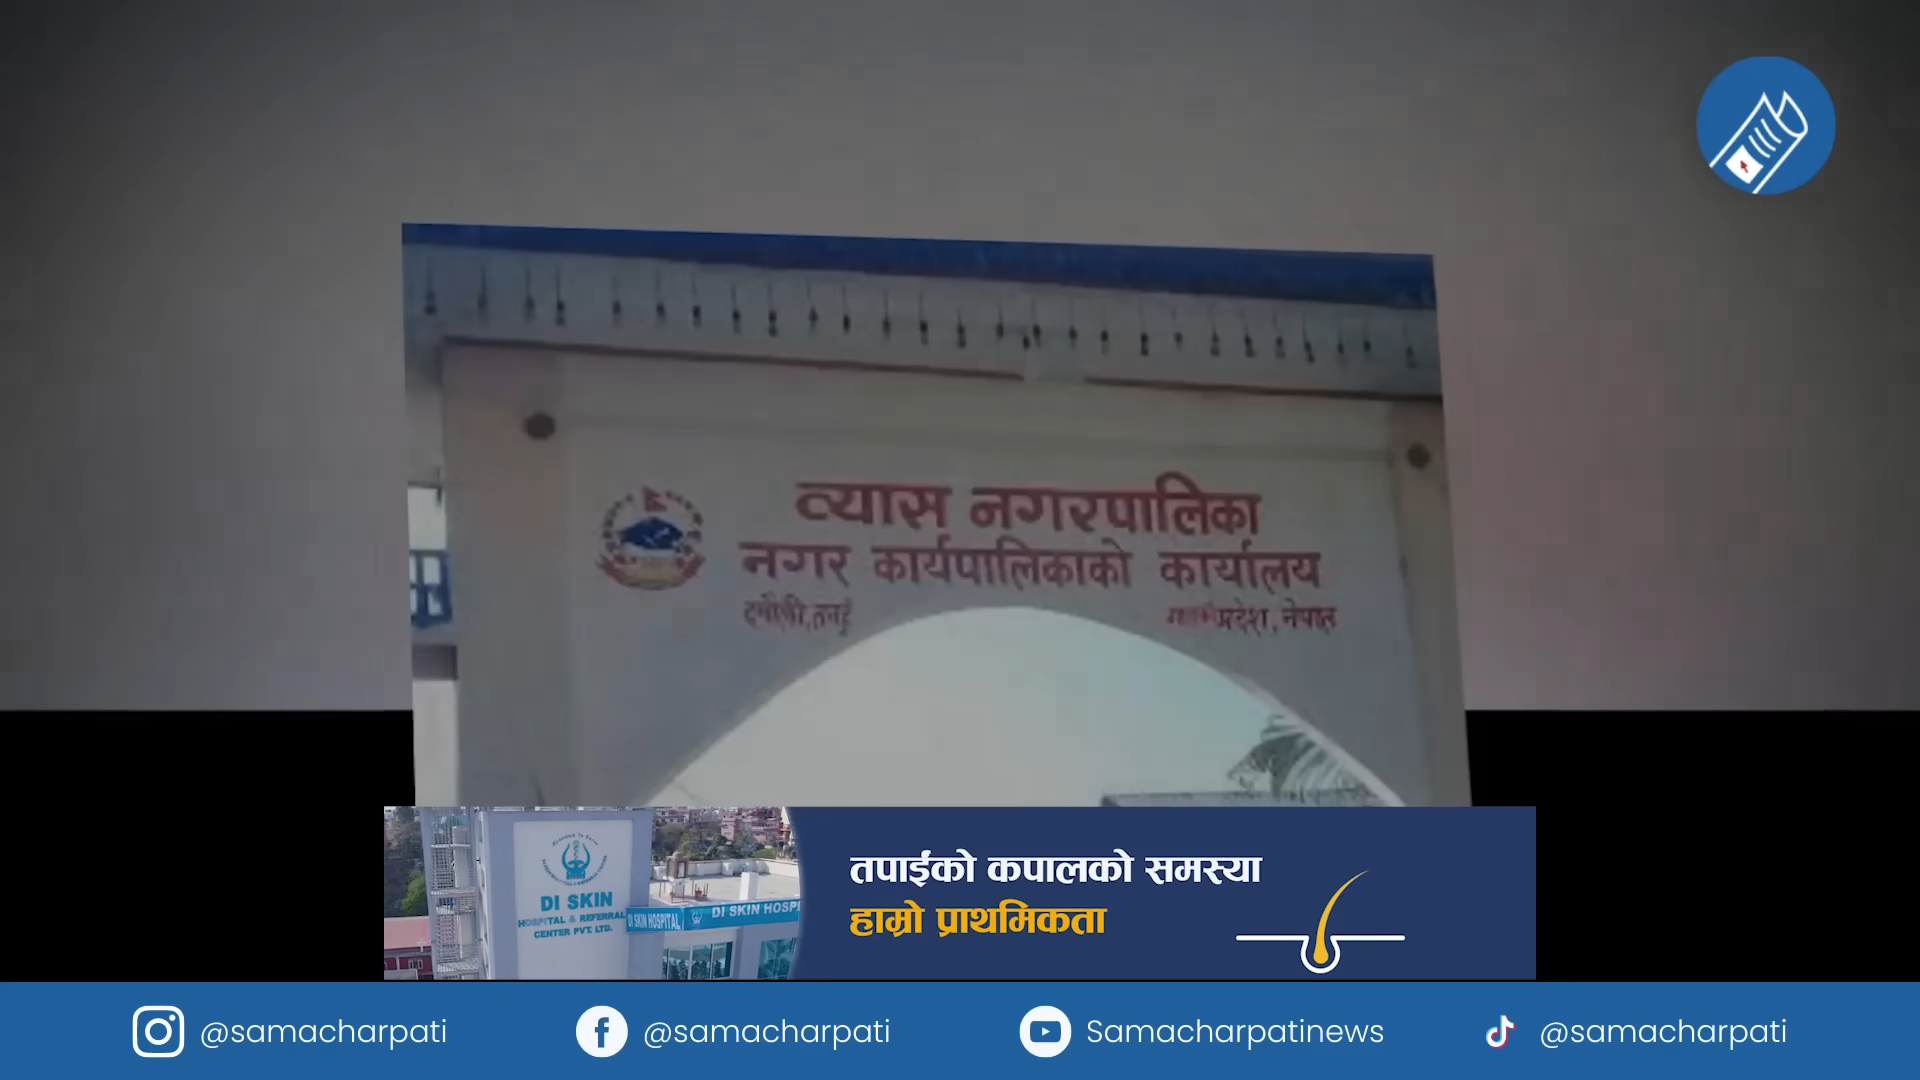 व्यास नगरपालिका
नगर कार्यपालिकाको कार्यालय
प्रदेश, नेपाल
DI SKIN
HOSPITAL & REFERRAL
CENTER PVT. LTD.
DI SKIN HOSPITAL
DI SKIN HOSPI
तपाईंको कपालको समस्या
हाम्रो प्राथमिकता
@samacharpati
@samacharpati
Samacharpatinews
@samacharpati